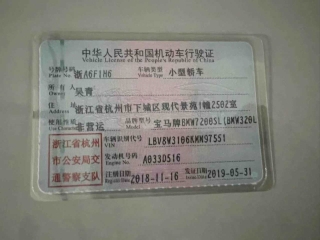 中华人民共和国机动车行驶证
Vehicle License of the People's Republic of China
号牌号码 浙A6F1H6 车辆类型 小型轿车
Plate No. Vehicle Type
所有人 吴青
Owner
住址 浙江省杭州市下城区现代景苑1幢2502室
Address
使用性质 非营运 品牌型号 宝马牌BMW7200SL(BMW320L
Use Character Model
浙江省杭州市公安局交通警察支队
车辆识别代号 LBV8W3106KMN97551
VIN
发动机号码 A033D516
Engine No.
注册日期 2018-11-16 发证日期 2019-05-31
Register Date Issue Date